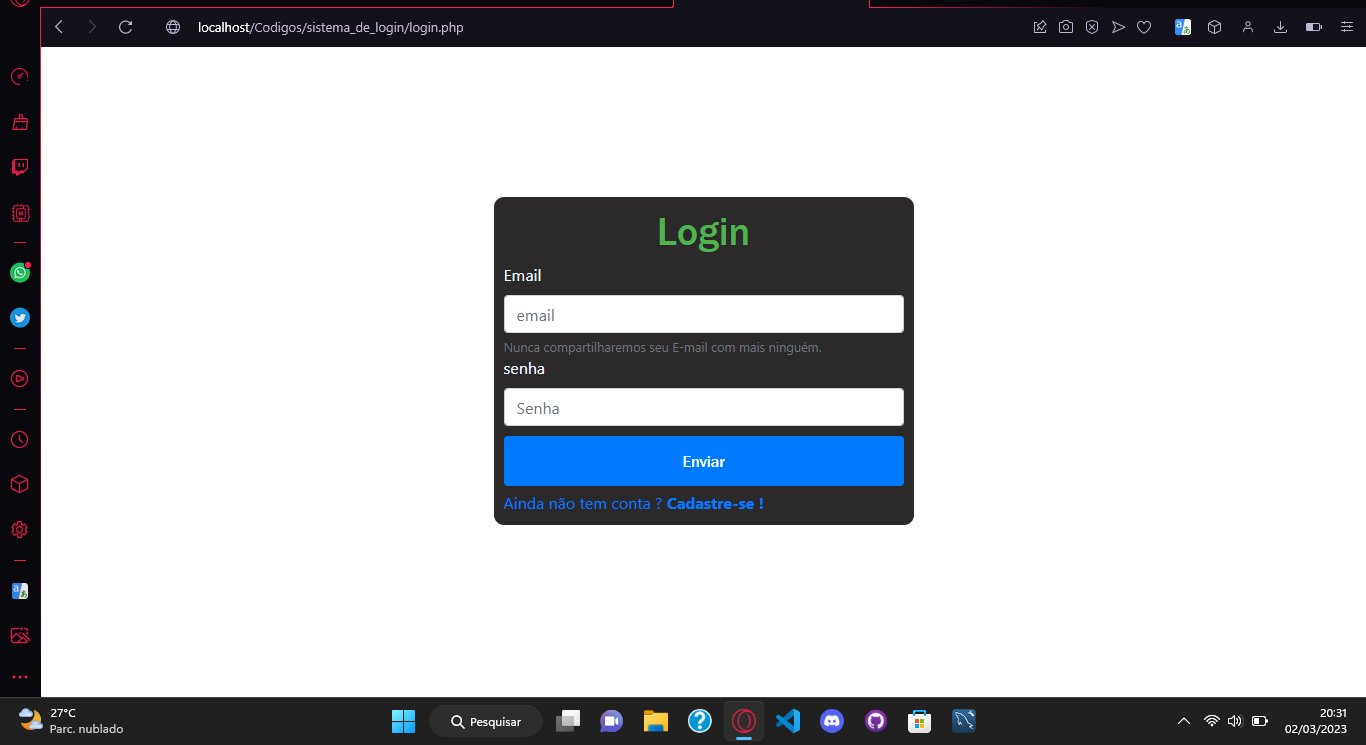 localhost/Codigos/sistema_de_login/login.php
Login
Email
email
Nunca compartilharemos seu E-mail com mais ninguém.
senha
Senha
Enviar
Ainda não tem conta ? Cadastre-se !
27°C
Parc. nublado
Pesquisar
20:31
02/03/2023